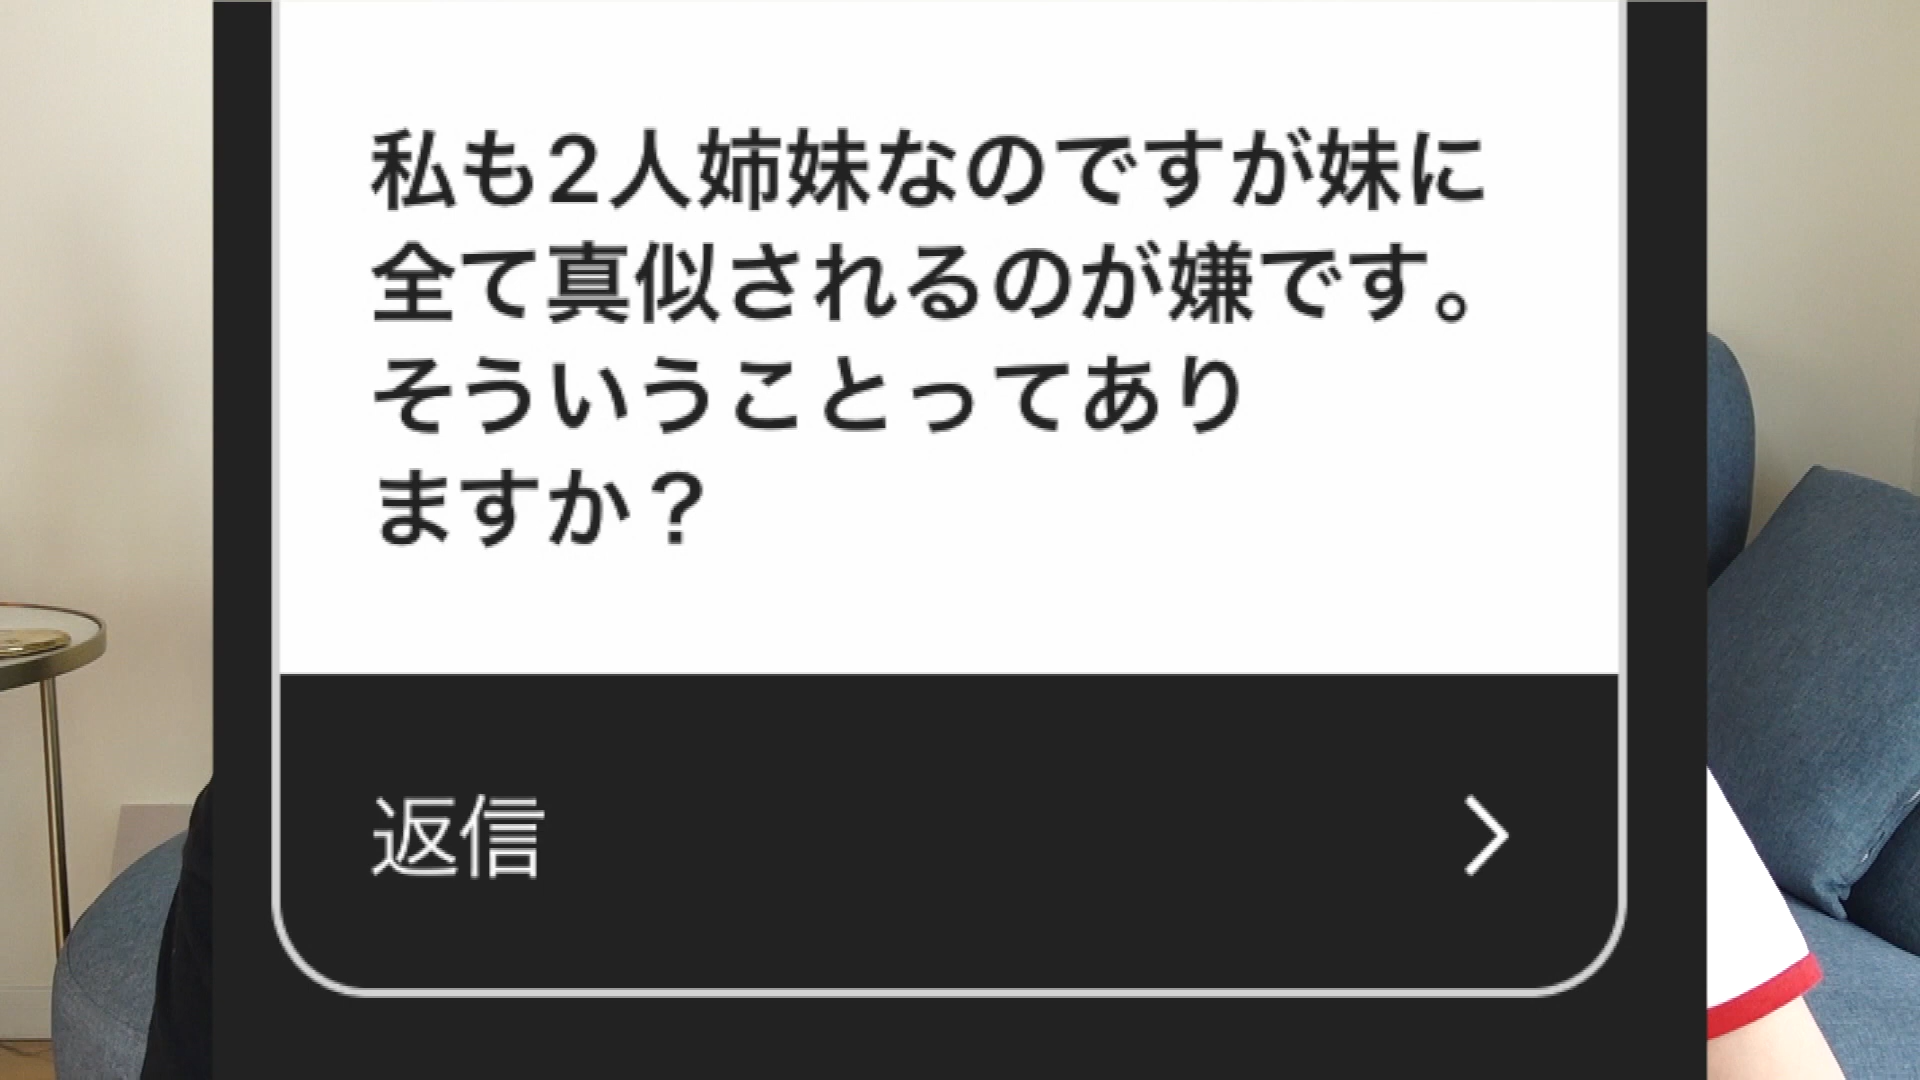 私も2人姉妹なのですが妹に
全て真似されるのが嫌です。
そういうことってあり
ますか？
返信